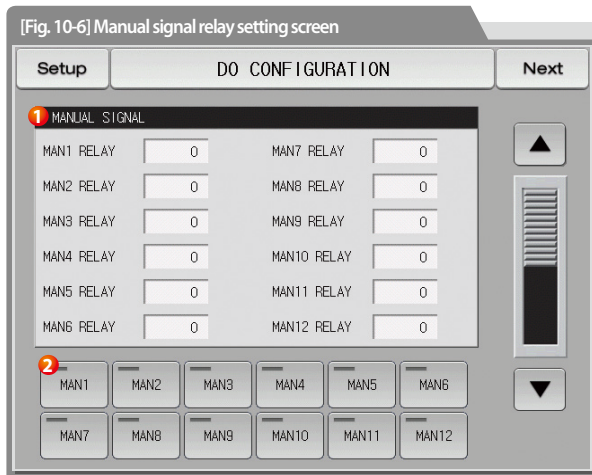 [Fig. 10-6] Manual signal relay setting screen
Setup DO CONFIGURATION Next
1 MANUAL SIGNAL
MAN1 RELAY 0 MAN7 RELAY 0
MAN2 RELAY 0 MAN8 RELAY 0
MAN3 RELAY 0 MAN9 RELAY 0
MAN4 RELAY 0 MAN10 RELAY 0
MAN5 RELAY 0 MAN11 RELAY 0
MAN6 RELAY 0 MAN12 RELAY 0
2
MAN1 MAN2 MAN3 MAN4 MAN5 MAN6
MAN7 MAN8 MAN9 MAN10 MAN11 MAN12